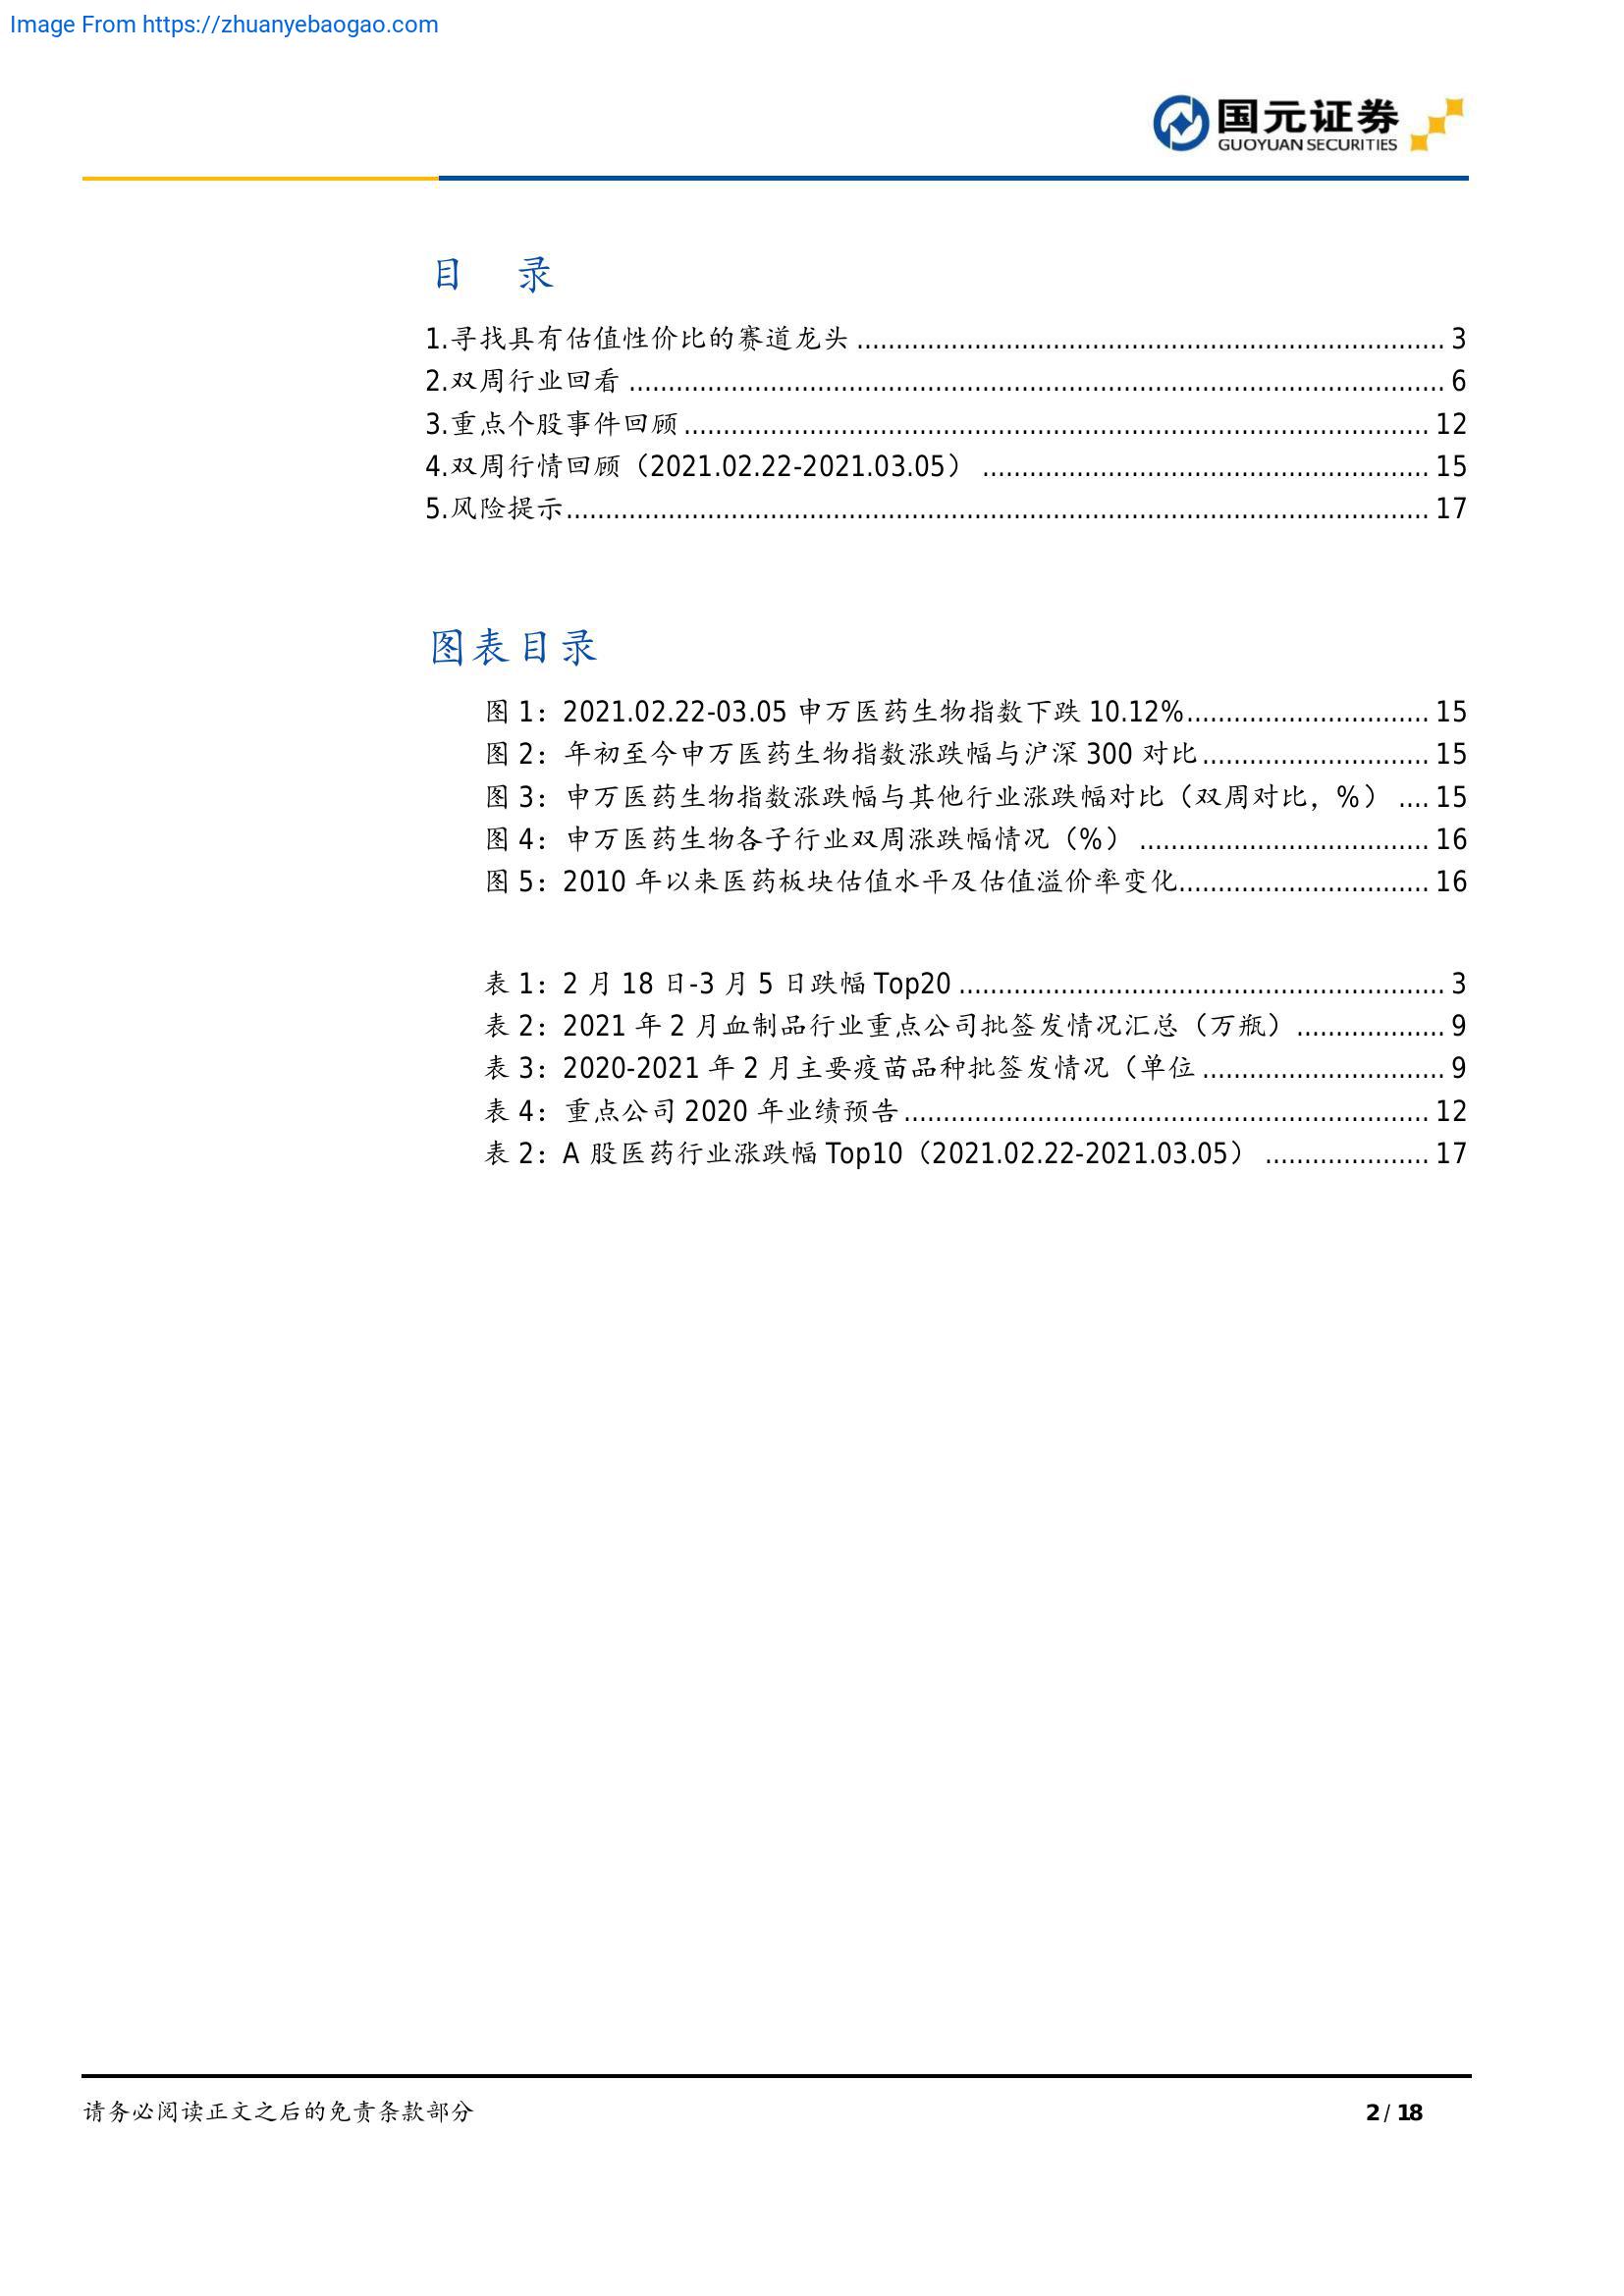 Image From https://zhuanyebaogao.com
国元证券
GUOYUAN SECURITIES
目 录
1.寻找具有估值性价比的赛道龙头 ........................................................................... 3
2.双周行业回看 ........................................................................................................ 6
3.重点个股事件回顾 ............................................................................................... 12
4.双周行情回顾（2021.02.22-2021.03.05） ......................................................... 15
5.风险提示.............................................................................................................. 17
图表目录
图 1：2021.02.22-03.05 申万医药生物指数下跌 10.12%............................... 15
图 2：年初至今申万医药生物指数涨跌幅与沪深 300 对比............................. 15
图 3：申万医药生物指数涨跌幅与其他行业涨跌幅对比（双周对比，%） .... 15
图 4：申万医药生物各子行业双周涨跌幅情况（%） ..................................... 16
图 5：2010 年以来医药板块估值水平及估值溢价率变化................................ 16
表 1：2 月 18 日-3 月 5 日跌幅 Top20 .............................................................. 3
表 2：2021 年 2 月血制品行业重点公司批签发情况汇总（万瓶）................... 9
表 3：2020-2021 年 2 月主要疫苗品种批签发情况（单位 ............................... 9
表 4：重点公司 2020 年业绩预告................................................................... 12
表 2：A 股医药行业涨跌幅 Top10（2021.02.22-2021.03.05） ..................... 17
请务必阅读正文之后的免责条款部分
2 / 18